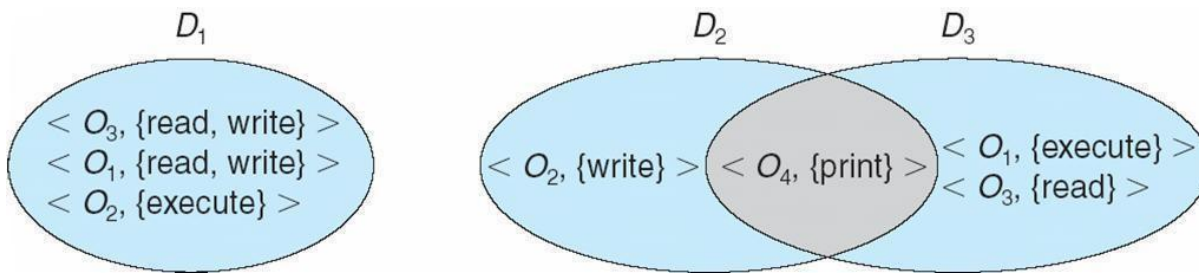 D₁
D₂
D₃
< O₃, {read, write} >
< O₁, {read, write} >
< O₂, {execute} >
< O₂, {write} >
< O₄, {print} >
< O₁, {execute} >
< O₃, {read} >